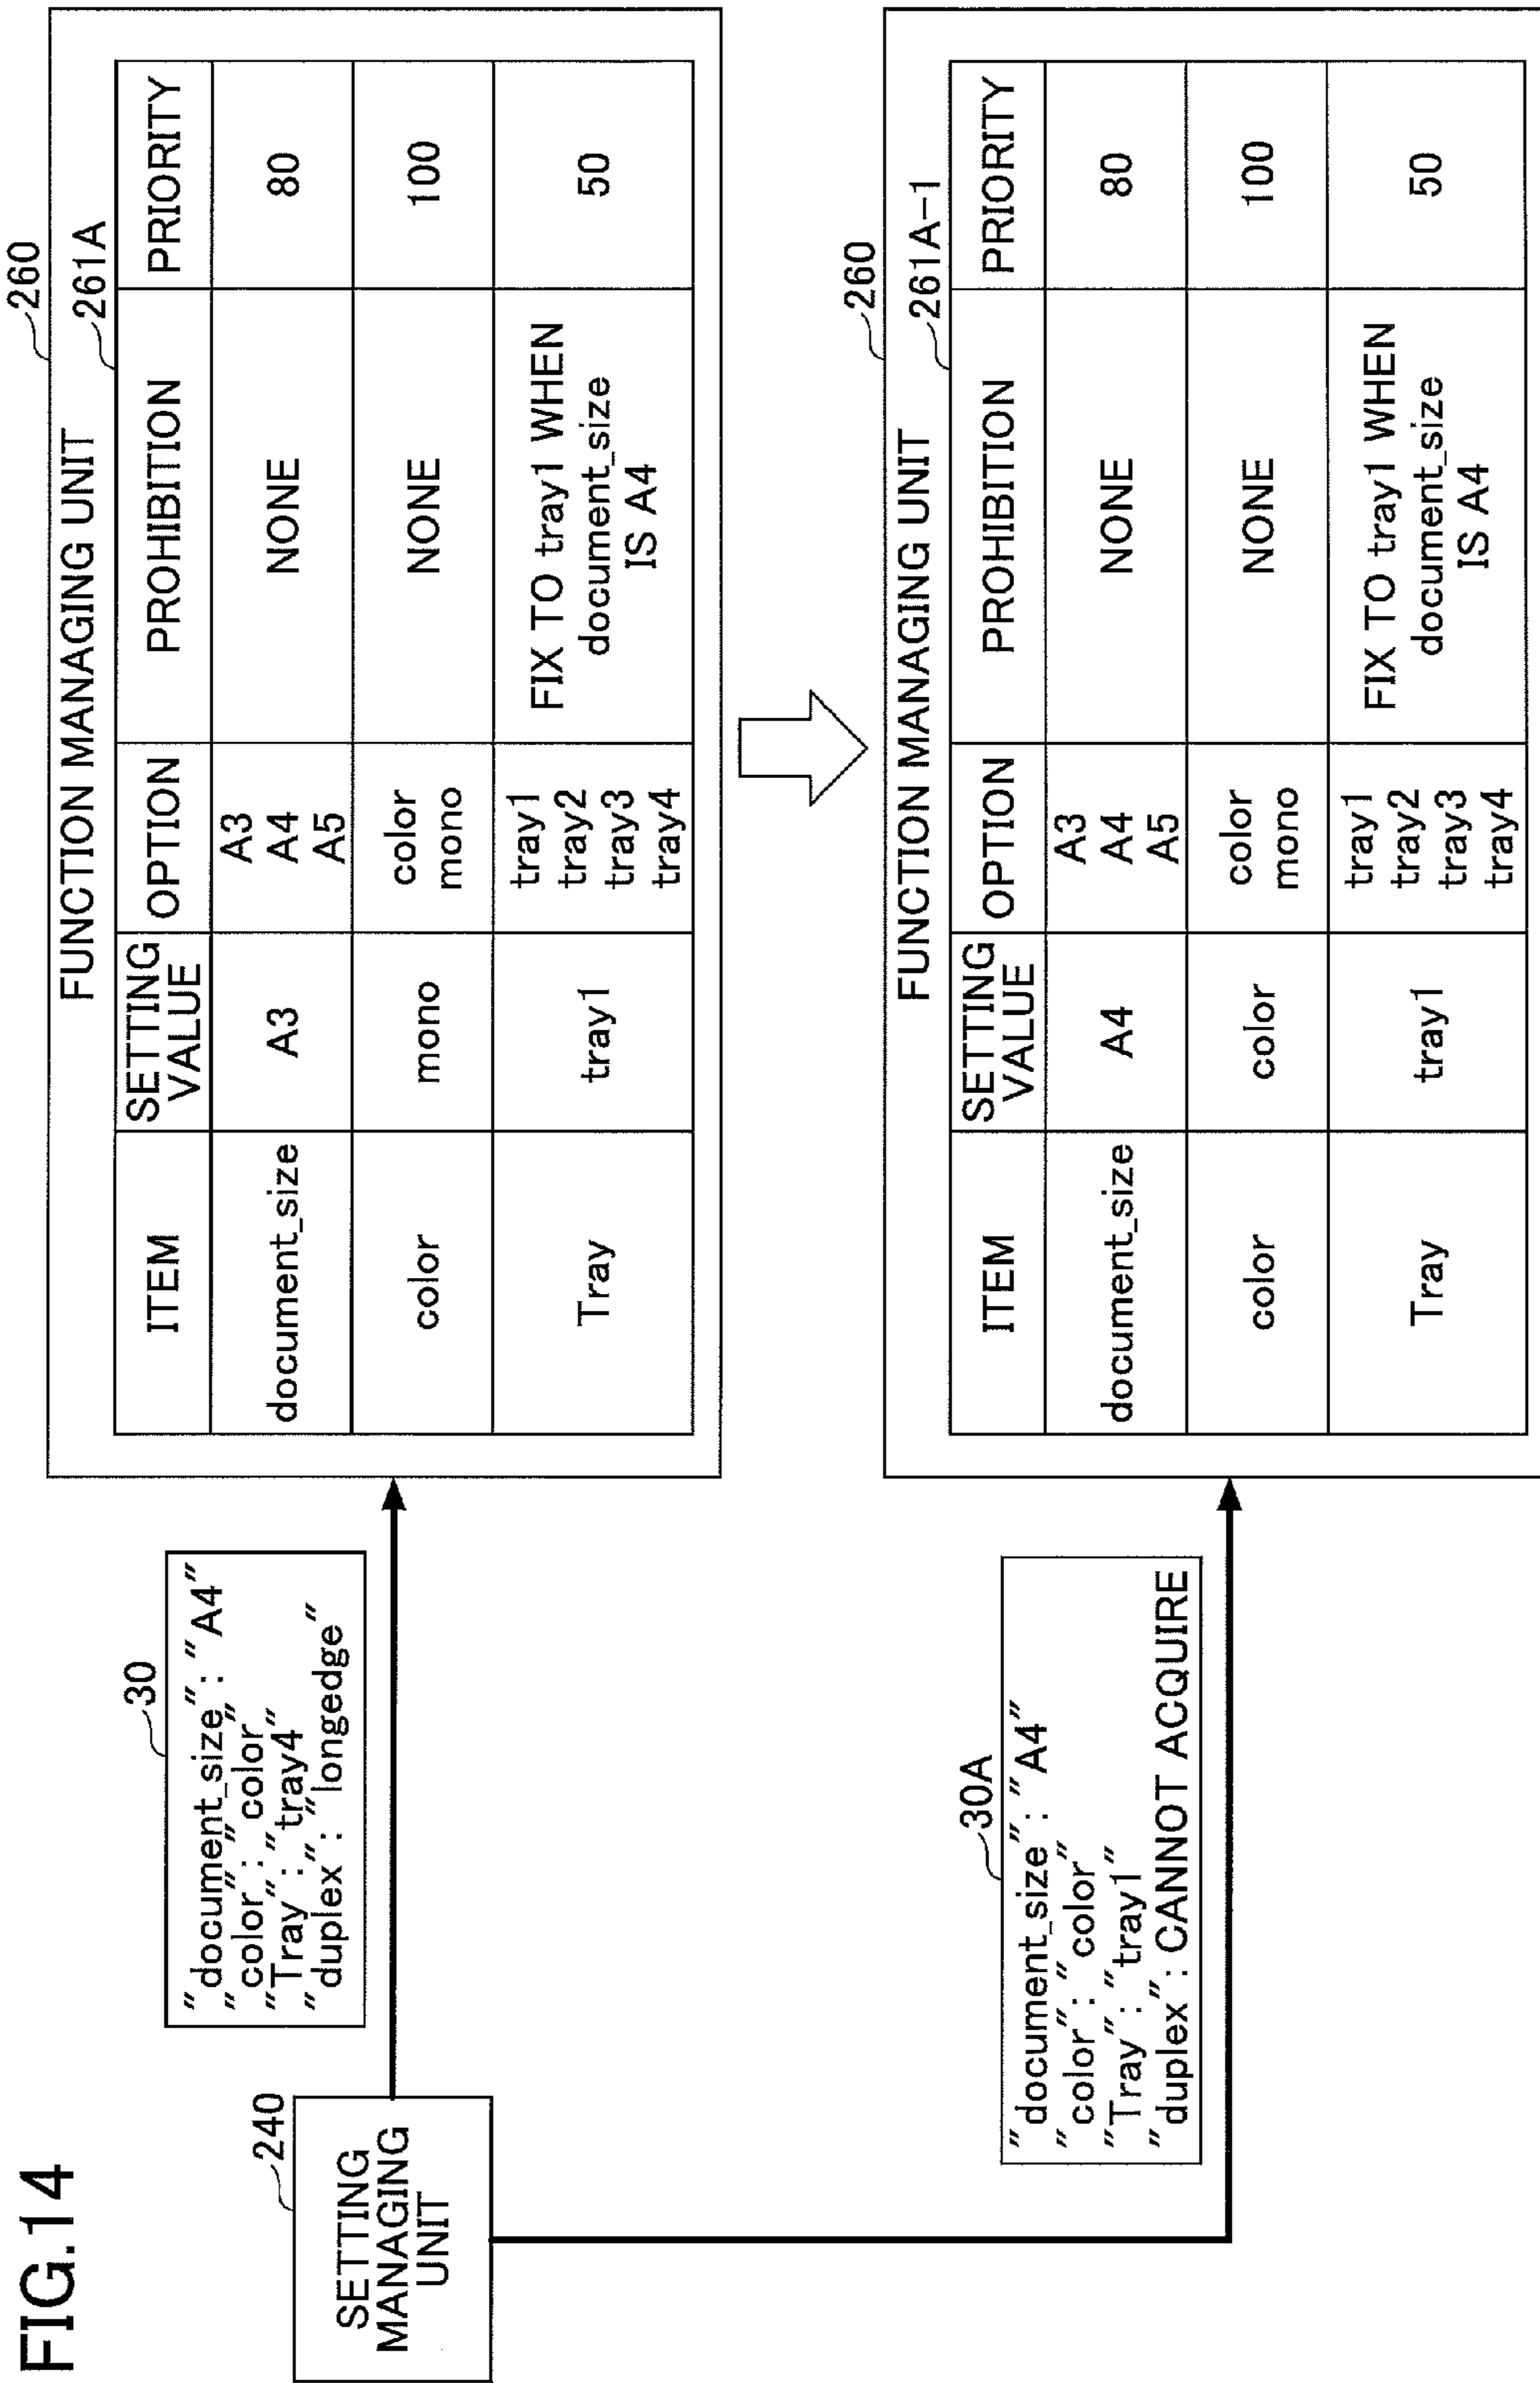 FIG.14
240
SETTING
MANAGING
UNIT
30
"document_size": "A4"
"color": "color"
"Tray": "tray4"
"duplex": "longedge"
260
FUNCTION MANAGING UNIT
261A
ITEM
SETTING
VALUE
OPTION
PROHIBITION
PRIORITY
document_size
A3
A3
A4
A5
NONE
80
color
mono
color
mono
NONE
100
Tray
tray1
tray1
tray2
tray3
tray4
FIX TO tray1 WHEN
document_size
IS A4
50
30A
"document_size": "A4"
"color": "color"
"Tray": "tray1"
"duplex": CANNOT ACQUIRE
260
FUNCTION MANAGING UNIT
261A-1
ITEM
SETTING
VALUE
OPTION
PROHIBITION
PRIORITY
document_size
A4
A3
A4
A5
NONE
80
color
color
color
mono
NONE
100
Tray
tray1
tray1
tray2
tray3
tray4
FIX TO tray1 WHEN
document_size
IS A4
50